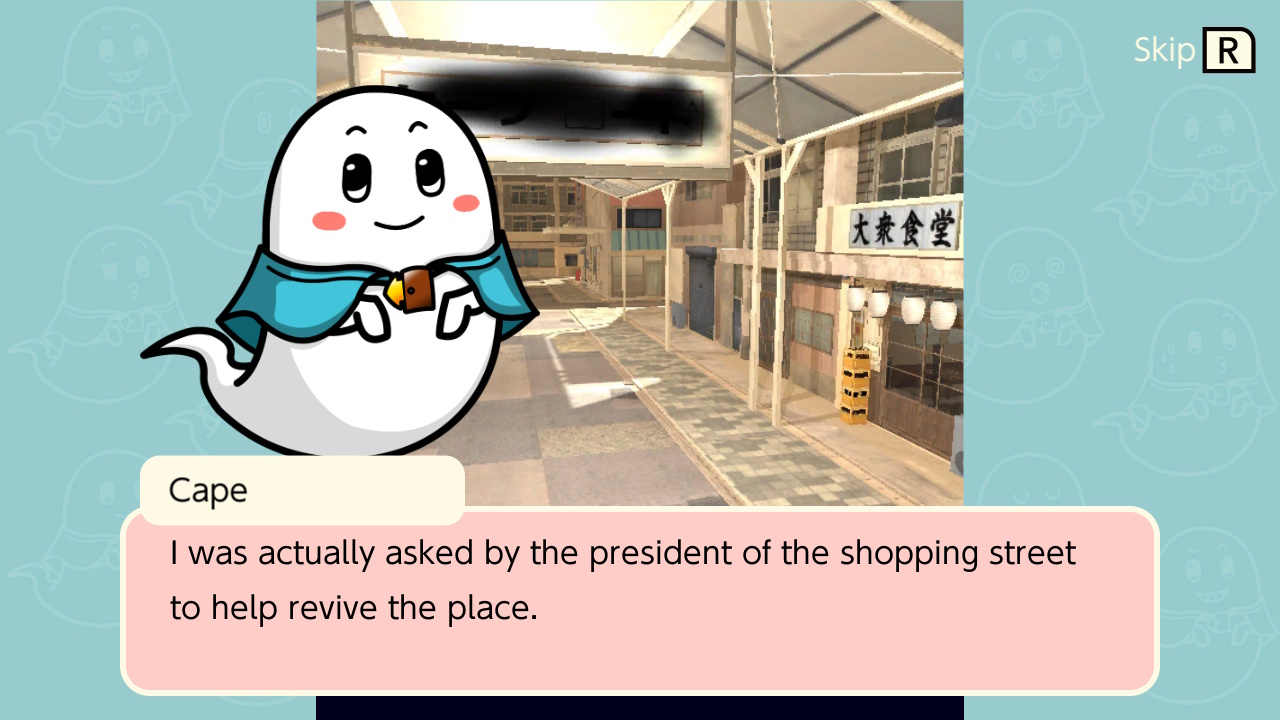 Skip R
大衆食堂
Cape
I was actually asked by the president of the shopping street
to help revive the place.